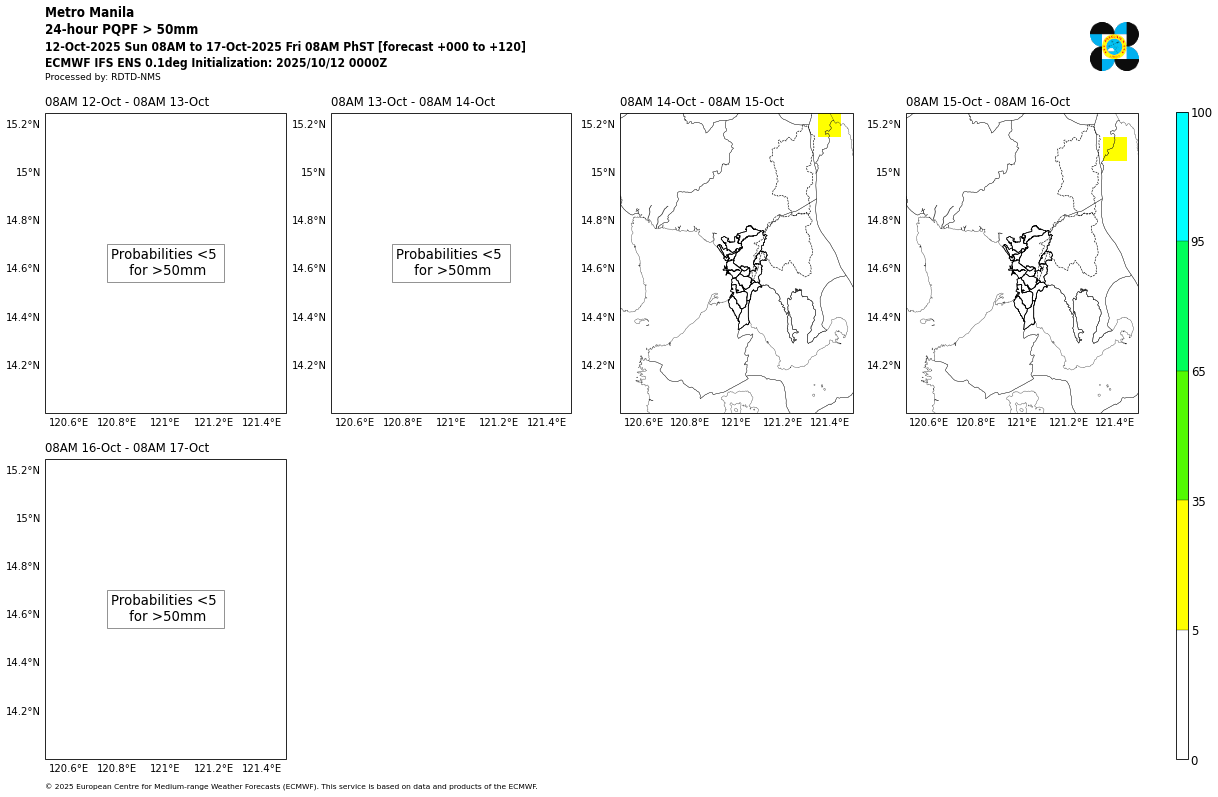 Metro Manila
24-hour PQPF > 50mm
12-Oct-2025 Sun 08AM to 17-Oct-2025 Fri 08AM PhST [forecast +000 to +120]
ECMWF IFS ENS 0.1deg Initialization: 2025/10/12 0000Z
Processed by: RDTD-NMS
08AM 12-Oct - 08AM 13-Oct
15.2°N
15°N
14.8°N
14.6°N
14.4°N
14.2°N
Probabilities <5
for >50mm
120.6°E 120.8°E 121°E 121.2°E 121.4°E
08AM 13-Oct - 08AM 14-Oct
15.2°N
15°N
14.8°N
14.6°N
14.4°N
14.2°N
Probabilities <5
for >50mm
120.6°E 120.8°E 121°E 121.2°E 121.4°E
08AM 14-Oct - 08AM 15-Oct
15.2°N
15°N
14.8°N
14.6°N
14.4°N
14.2°N
120.6°E 120.8°E 121°E 121.2°E 121.4°E
08AM 15-Oct - 08AM 16-Oct
15.2°N
15°N
14.8°N
14.6°N
14.4°N
14.2°N
120.6°E 120.8°E 121°E 121.2°E 121.4°E
100
95
65
35
5
0
08AM 16-Oct - 08AM 17-Oct
15.2°N
15°N
14.8°N
14.6°N
14.4°N
14.2°N
Probabilities <5
for >50mm
120.6°E 120.8°E 121°E 121.2°E 121.4°E
© 2025 European Centre for Medium-range Weather Forecasts (ECMWF). This service is based on data and products of the ECMWF.